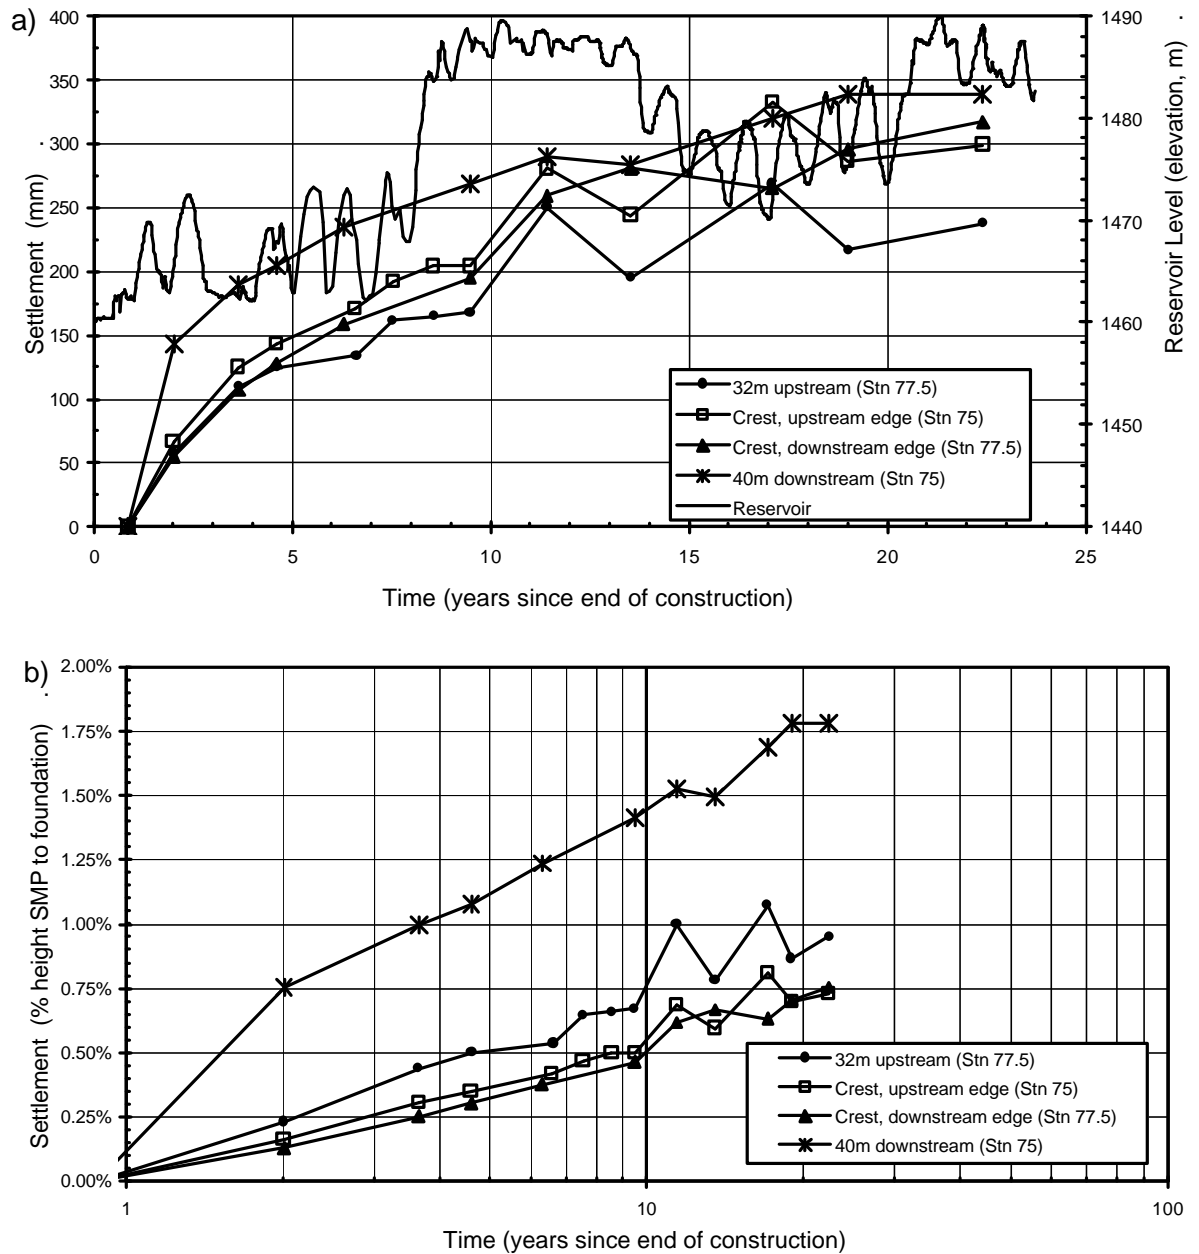 a)
Settlement (mm)
400
350
300
250
200
150
100
50
0
1490
1480
1470
1460
1450
1440
Reservoir Level (elevation, m)
32m upstream (Stn 77.5)
Crest, upstream edge (Stn 75)
Crest, downstream edge (Stn 77.5)
40m downstream (Stn 75)
Reservoir
0 5 10 15 20 25
Time (years since end of construction)
b)
Settlement (% height SMP to foundation)
2.00%
1.75%
1.50%
1.25%
1.00%
0.75%
0.50%
0.25%
0.00%
32m upstream (Stn 77.5)
Crest, upstream edge (Stn 75)
Crest, downstream edge (Stn 77.5)
40m downstream (Stn 75)
1 10 100
Time (years since end of construction)